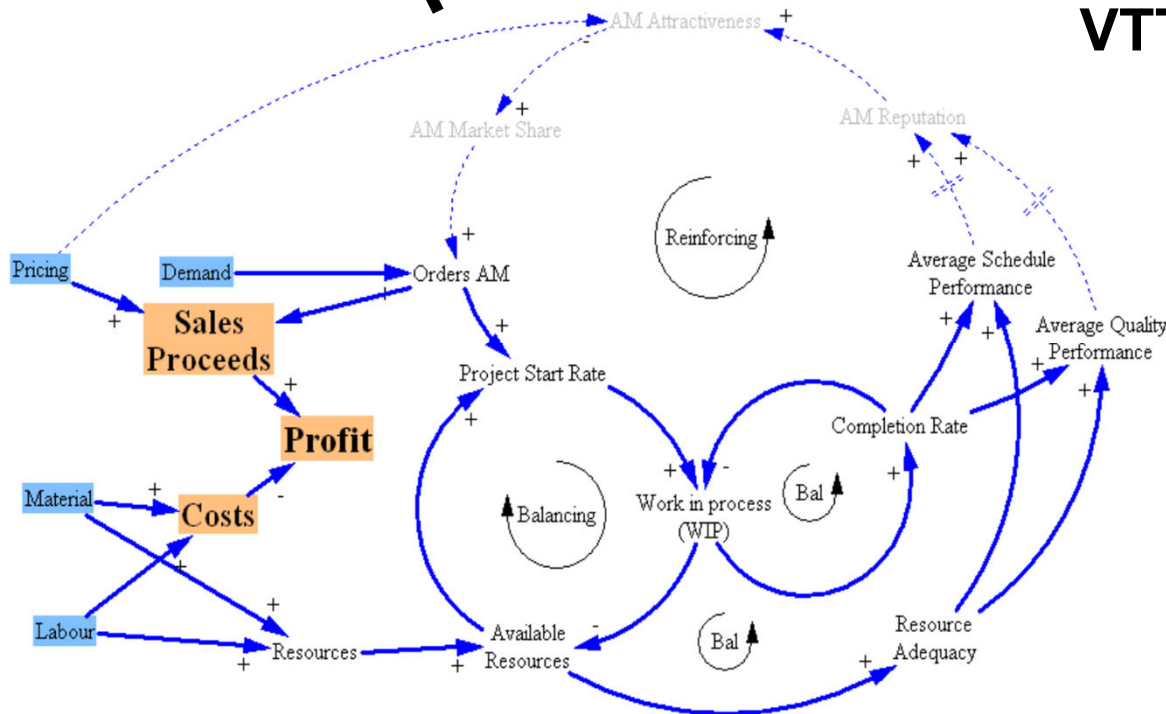 VTT
AM Attractiveness
AM Market Share
AM Reputation
Reinforcing
Pricing
Demand
Orders AM
Average Schedule
Performance
Sales
Proceeds
Average Quality
Performance
Project Start Rate
Profit
Completion Rate
Material
Costs
Balancing
Work in process
(WIP)
Bal
Labour
Resources
Available
Resources
Bal
Resource
Adequacy